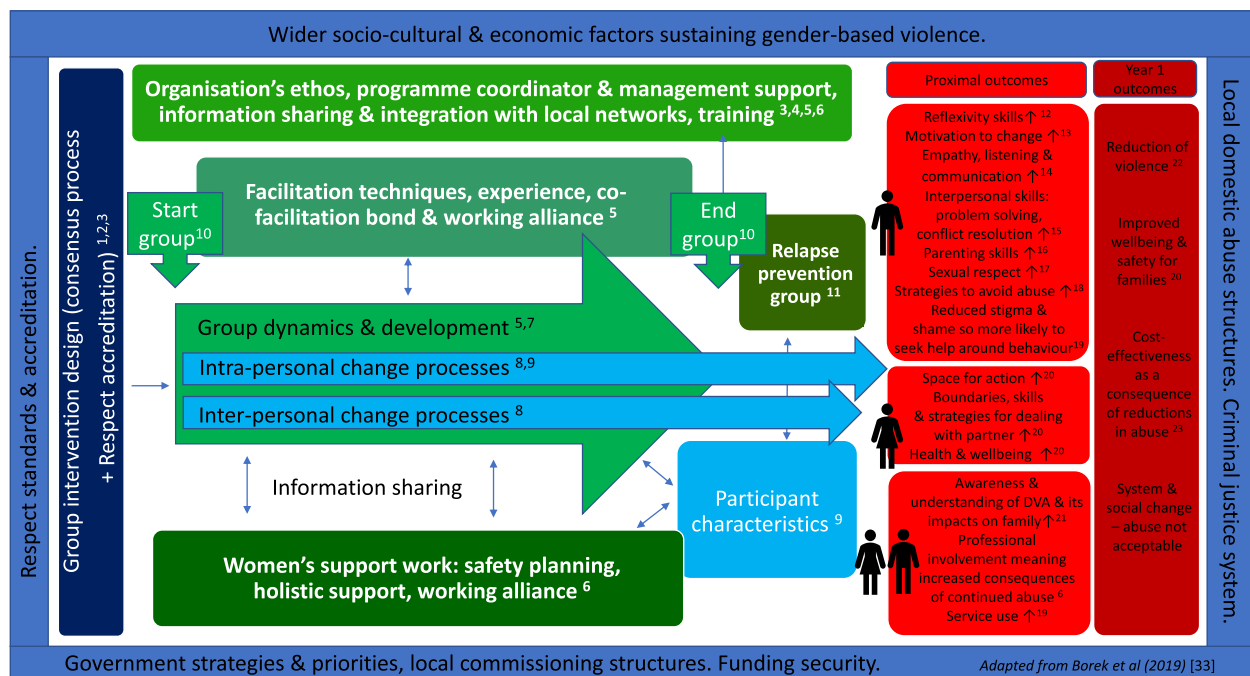 Wider socio-cultural & economic factors sustaining gender-based violence.
Respect standards & accreditation.
Group intervention design (consensus process
+ Respect accreditation) 1,2,3
Organisation’s ethos, programme coordinator & management support,
information sharing & integration with local networks, training 3,4,5,6
Facilitation techniques, experience, co-
facilitation bond & working alliance 5
Start
group10
End
group10
Relapse
prevention
group 11
Group dynamics & development 5,7
Intra-personal change processes 8,9
Inter-personal change processes 8
Information sharing
Participant
characteristics 9
Women’s support work: safety planning,
holistic support, working alliance 6
Proximal outcomes
Reflexivity skills↑ 12
Motivation to change ↑13
Empathy, listening &
communication ↑14
Interpersonal skills:
problem solving,
conflict resolution ↑15
Parenting skills ↑16
Sexual respect ↑17
Strategies to avoid abuse ↑18
Reduced stigma &
shame so more likely to
seek help around behaviour19
Space for action ↑20
Boundaries, skills
& strategies for dealing
with partner ↑20
Health & wellbeing ↑20
Awareness &
understanding of DVA & its
impacts on family↑21
Professional
involvement meaning
increased consequences
of continued abuse 6
Service use ↑19
Year 1
outcomes
Reduction of
violence 22
Improved
wellbeing &
safety for
families 20
Cost-
effectiveness
as a
consequence
of reductions
in abuse 23
System &
social change
– abuse not
acceptable
Local domestic abuse structures. Criminal justice system.
Government strategies & priorities, local commissioning structures. Funding security.
Adapted from Borek et al (2019) [33]